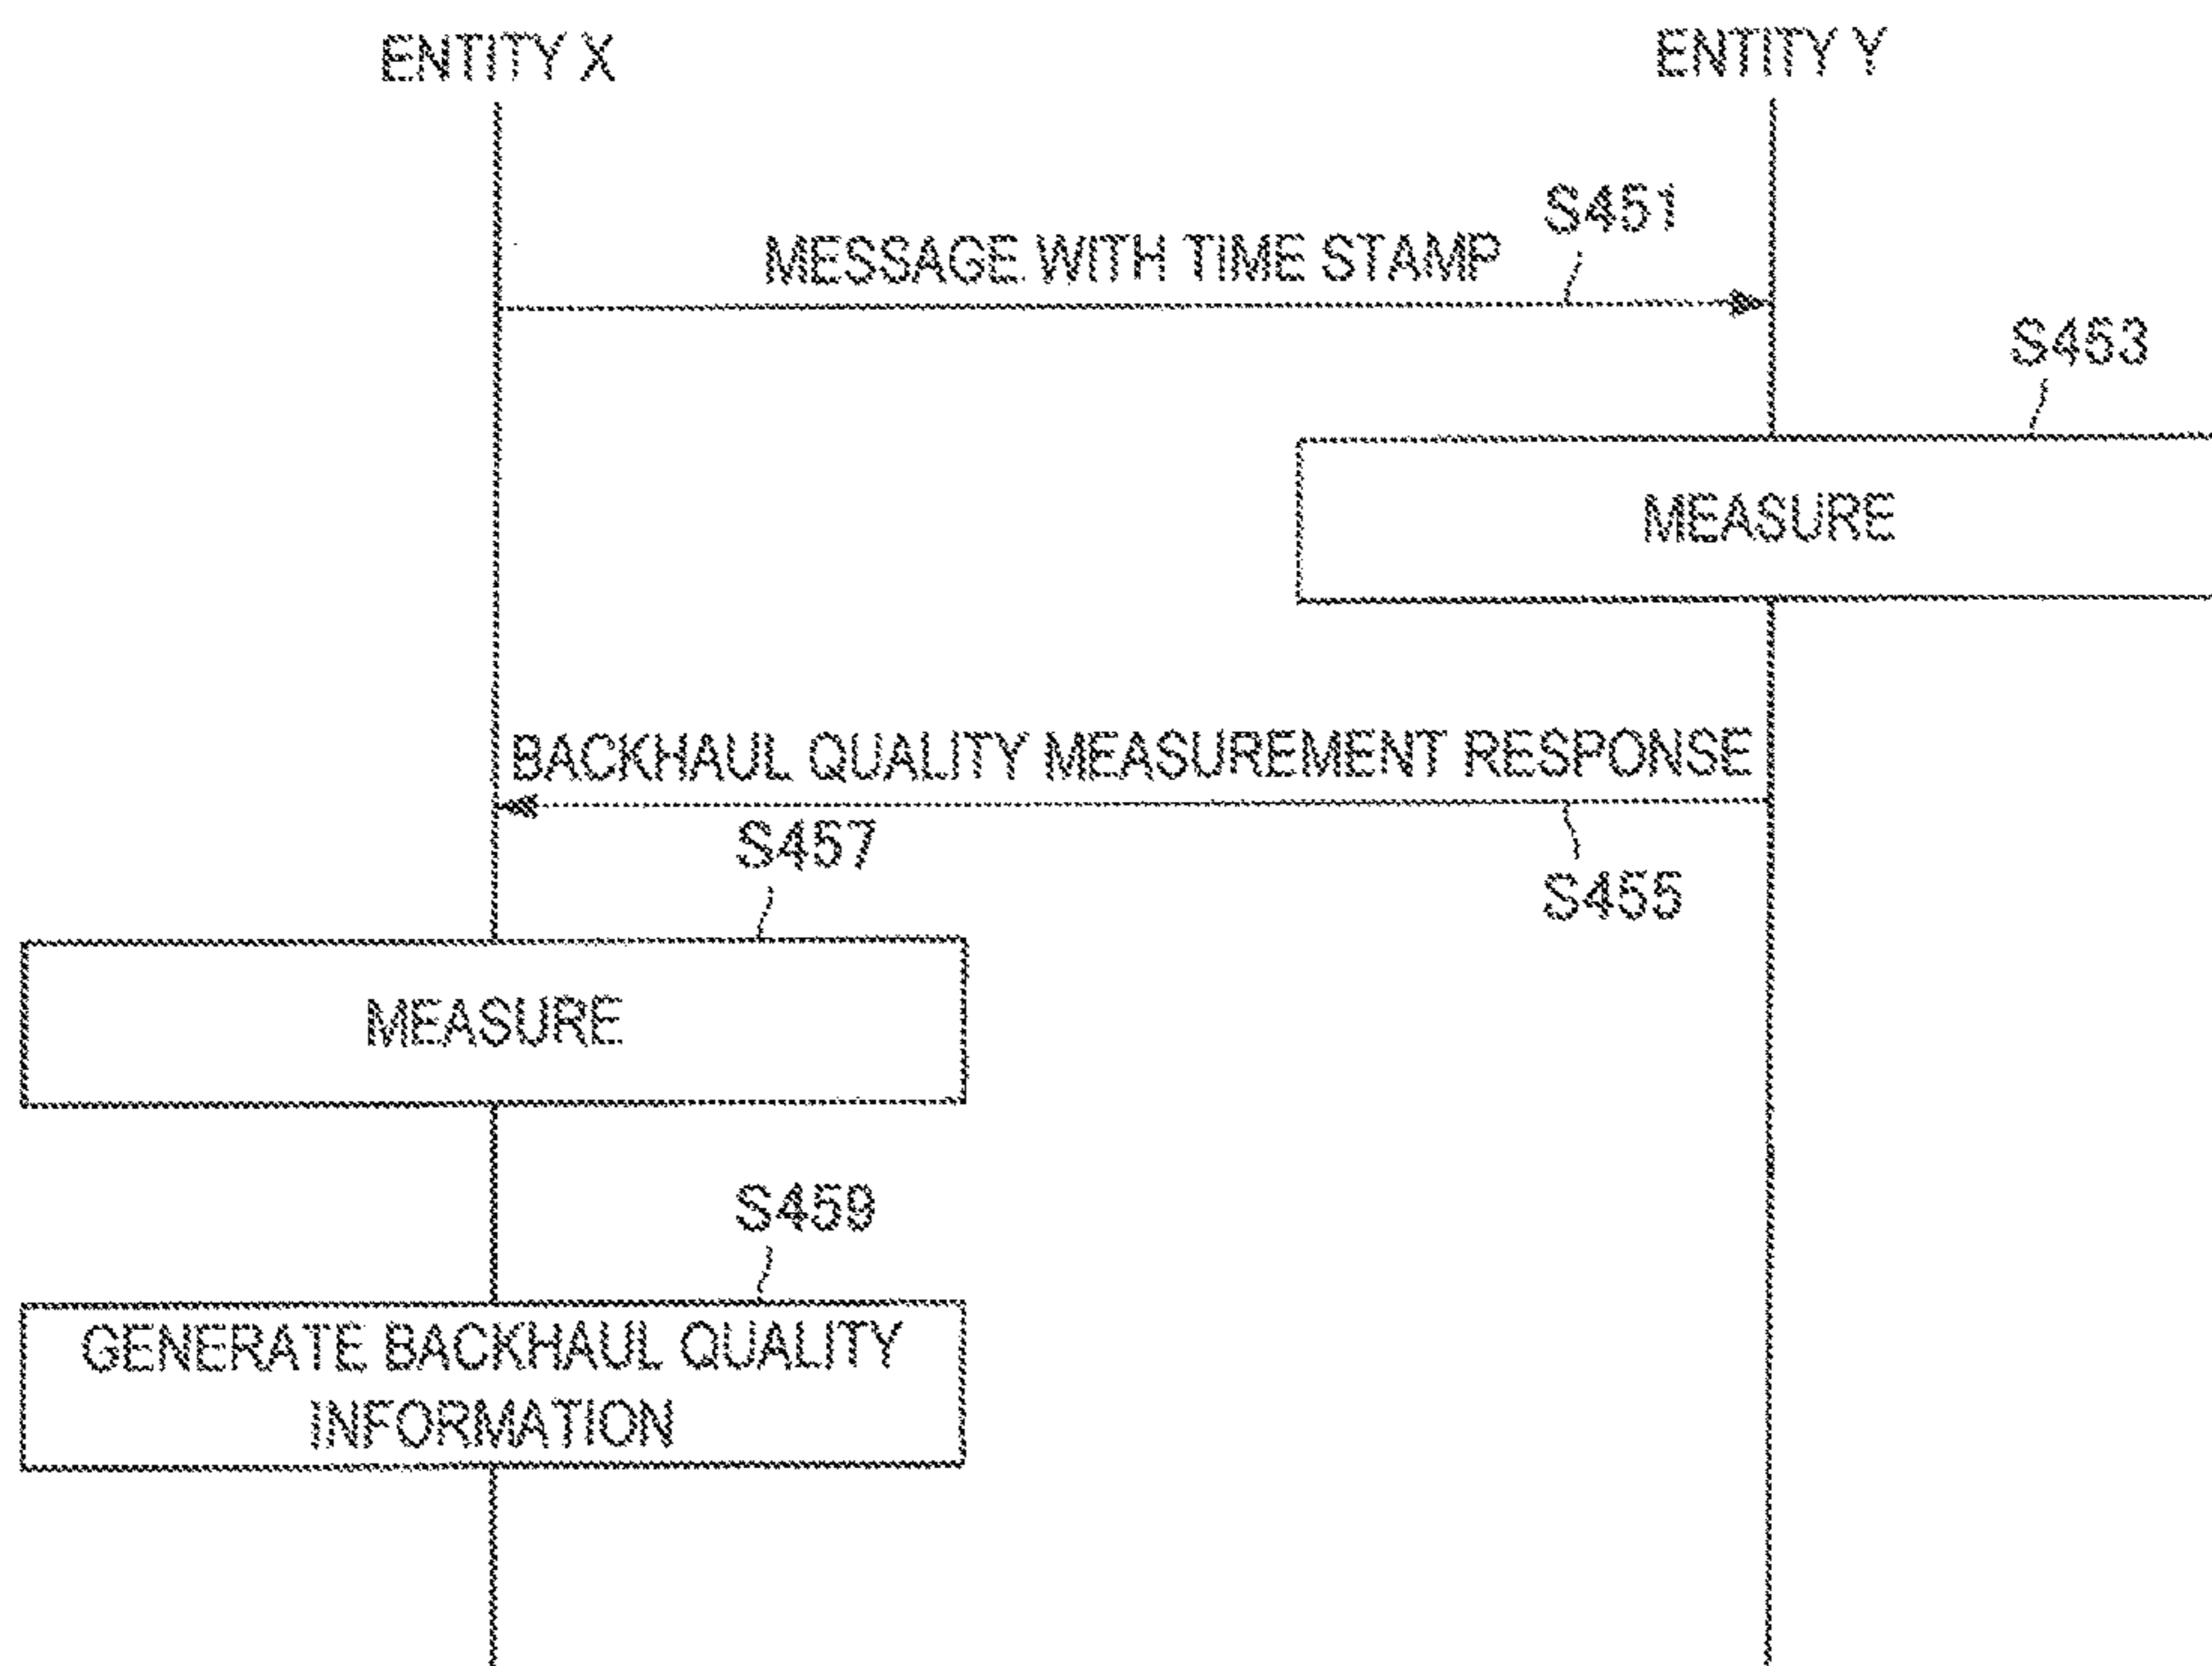 ENTITY X
ENTITY Y
S451
MESSAGE WITH TIME STAMP
S453
MEASURE
BACKHAUL QUALITY MEASUREMENT RESPONSE
S457
S455
MEASURE
S459
GENERATE BACKHAUL QUALITY
INFORMATION